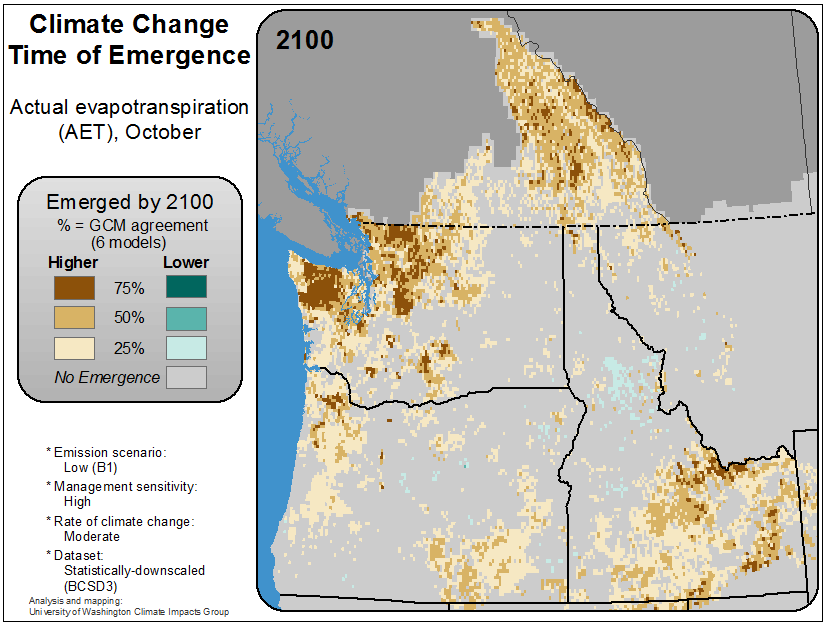 Climate Change
Time of Emergence
Actual evapotranspiration
(AET), October
2100
Emerged by 2100
% = GCM agreement
(6 models)
Higher Lower
75%
50%
25%
No Emergence
* Emission scenario:
Low (B1)
* Management sensitivity:
High
* Rate of climate change:
Moderate
* Dataset:
Statistically-downscaled
(BCSD3)
Analysis and mapping:
University of Washington Climate Impacts Group